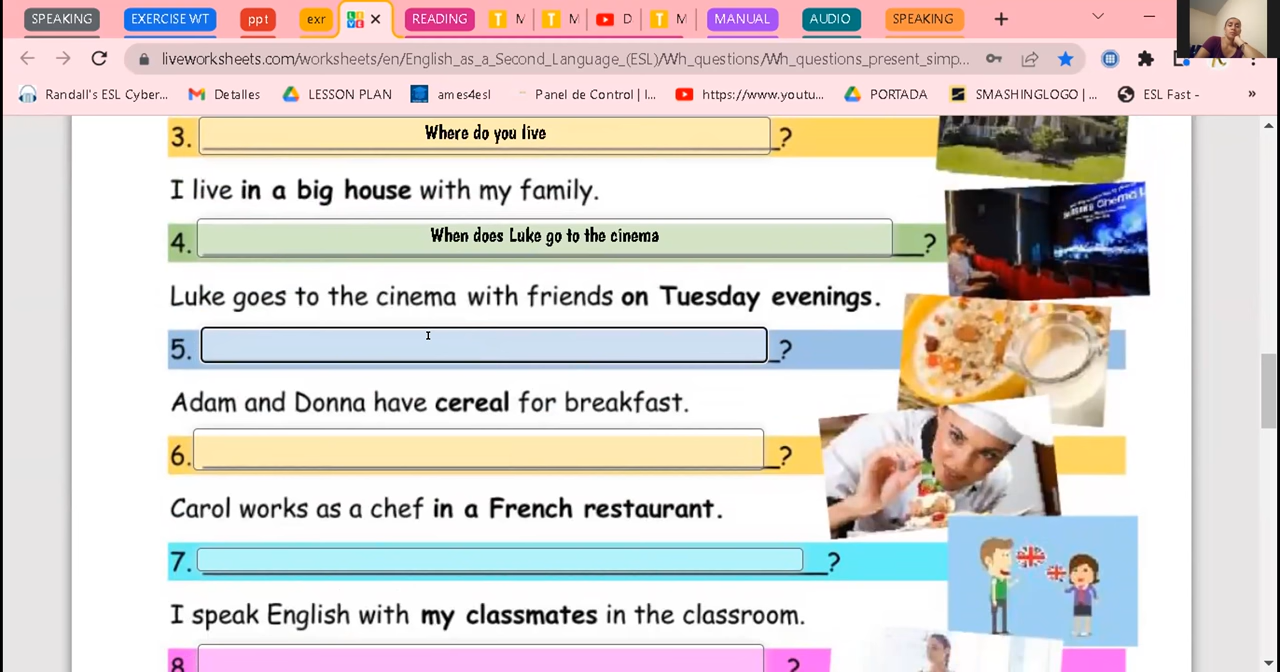 SPEAKING EXERCISE WT ppt exr READING M M D M MANUAL AUDIO SPEAKING
liveworksheets.com/worksheets/en/English_as_a_Second_Language_(ESL)/Wh_questions/Wh_questions_present_simp...
Randall's ESL Cyber... Detalles LESSON PLAN ames4esl Panel de Control | I... https://www.youtu... PORTADA SMASHINGLOGO | ... ESL Fast - »
3. Where do you live ?
I live in a big house with my family.
4. When does Luke go to the cinema ?
Luke goes to the cinema with friends on Tuesday evenings.
5. ?
Adam and Donna have cereal for breakfast.
6. ?
Carol works as a chef in a French restaurant.
7. ?
I speak English with my classmates in the classroom.
8. ?